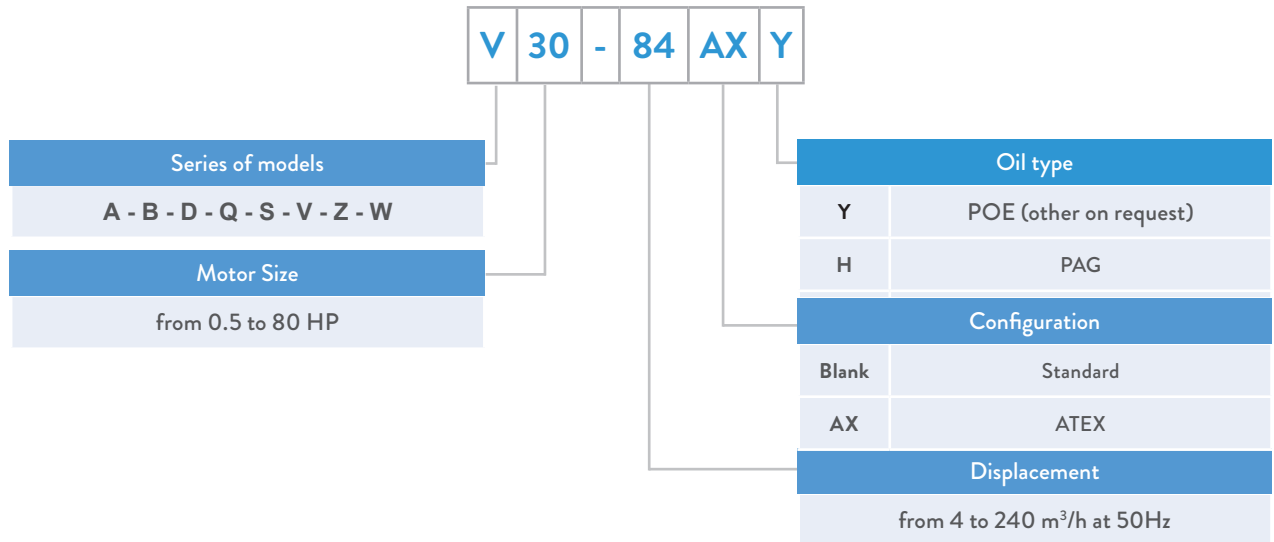 V 30 - 84 AX Y
Series of models
A - B - D - Q - S - V - Z - W
Motor Size
from 0.5 to 80 HP
Oil type
Y POE (other on request)
H PAG
Configuration
Blank Standard
AX ATEX
Displacement
from 4 to 240 m³/h at 50Hz